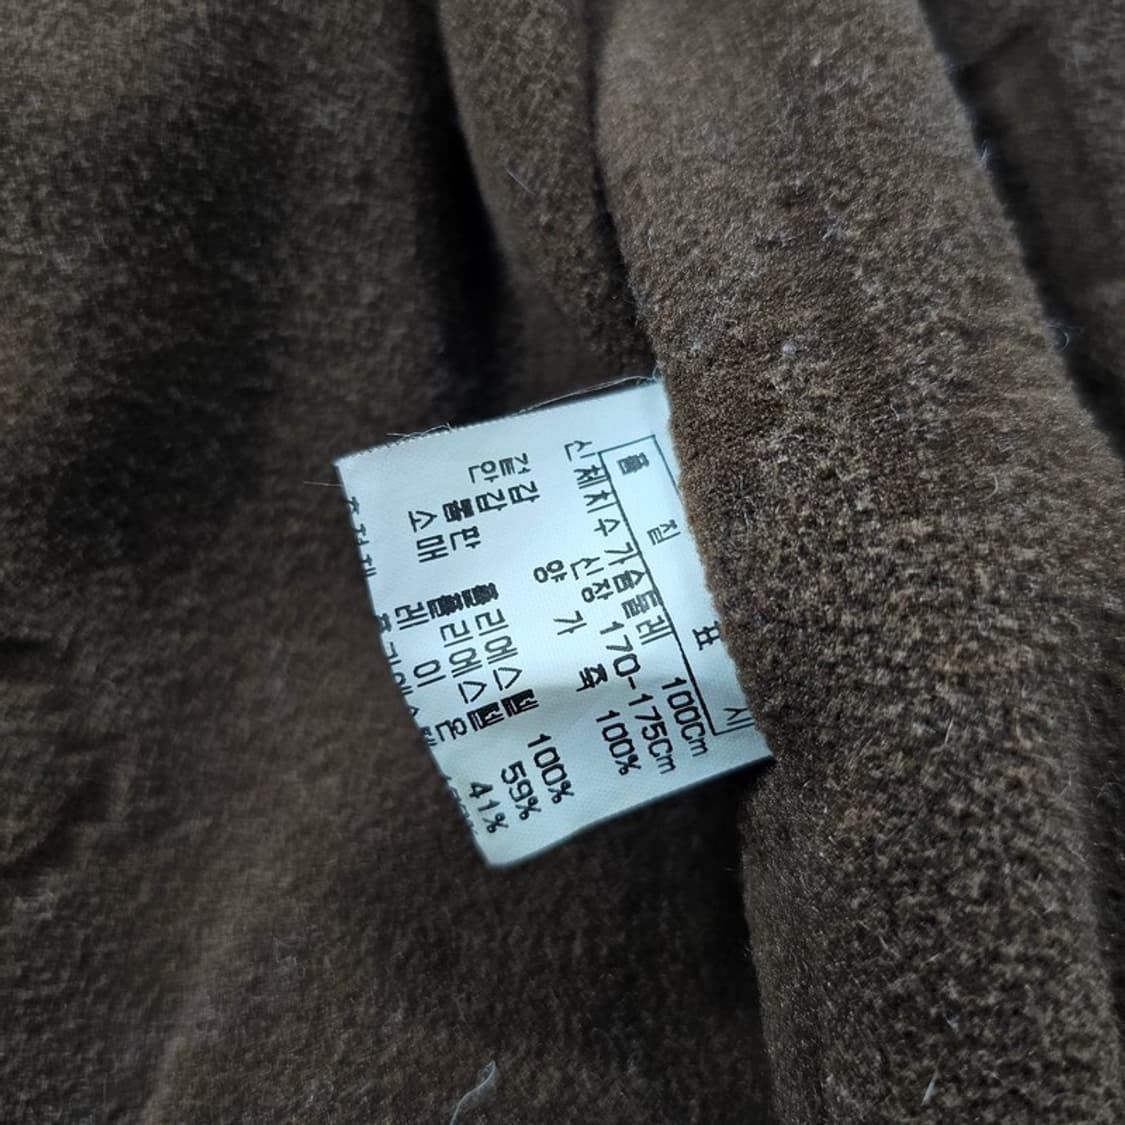 품 질 표 시
신체치수 가슴둘레 100Cm
신장 170-175Cm
겉감 양 가 죽 100%
안감
몸판 폴리에스텔 100%
소매 폴리에스텔 59%
레 이 온 41%